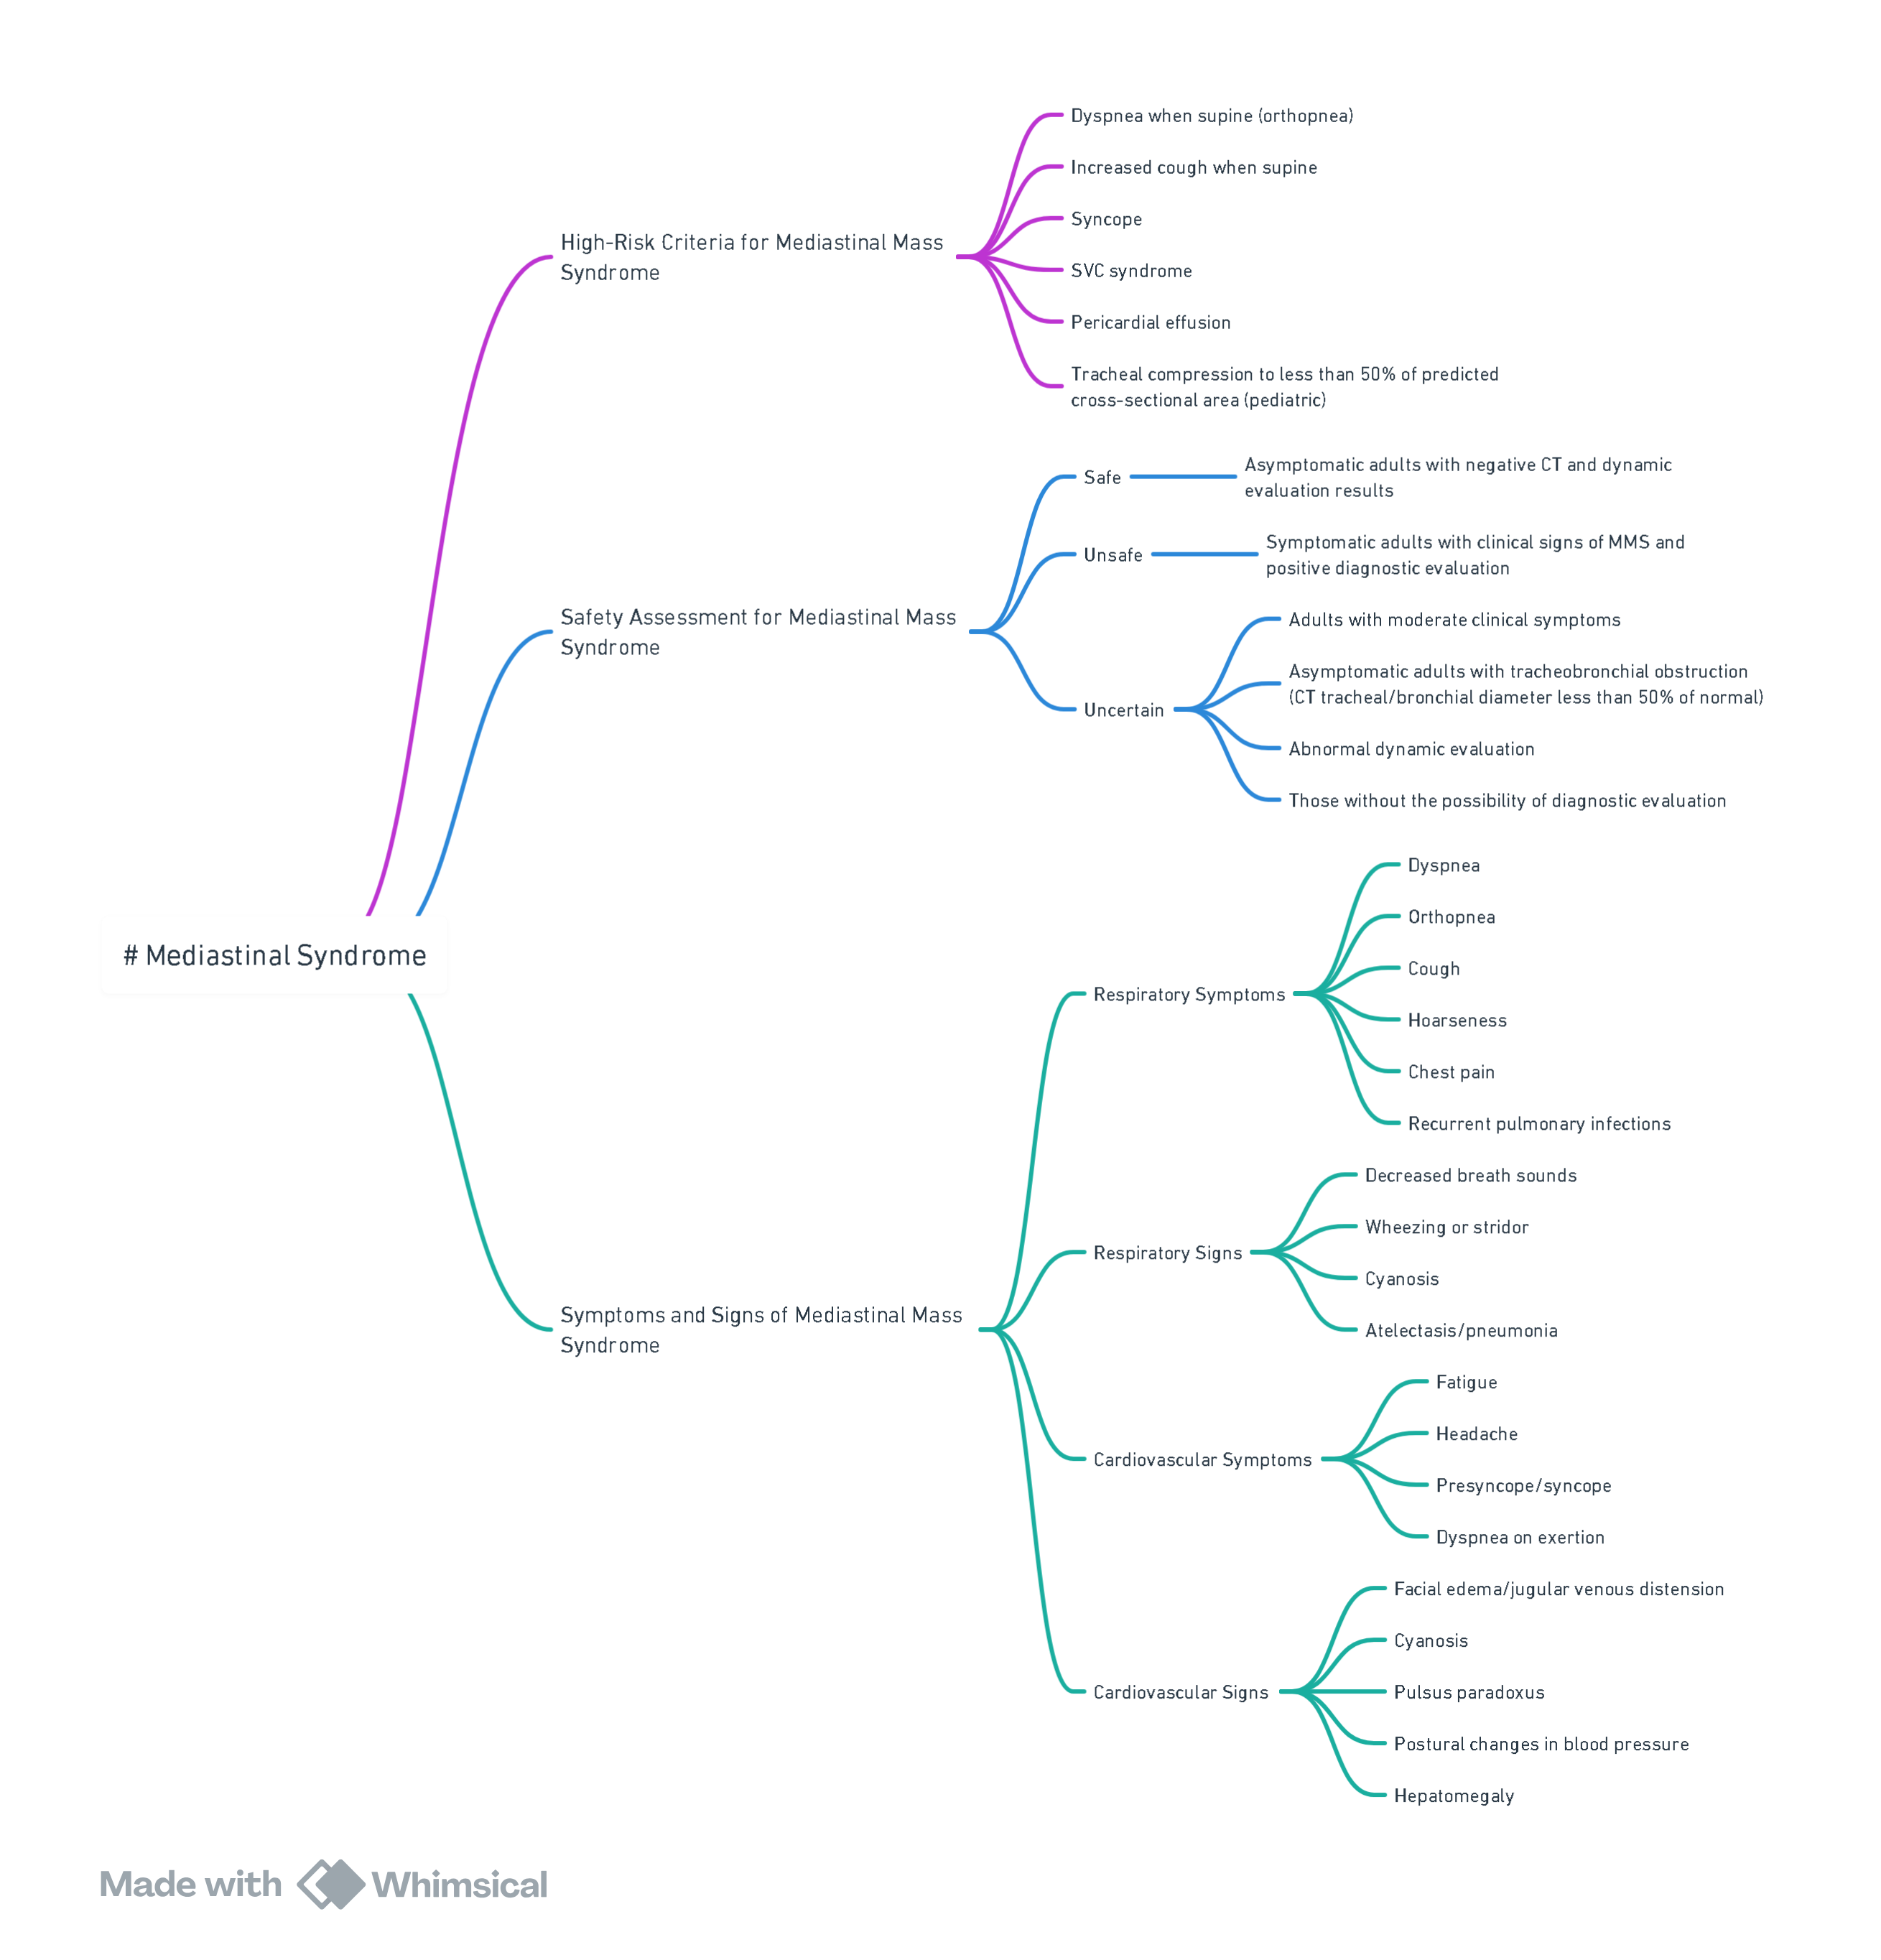 Dyspnea when supine (orthopnea)
Increased cough when supine
Syncope
High-Risk Criteria for Mediastinal Mass
Syndrome
SVC syndrome
Pericardial effusion
Tracheal compression to less than 50% of predicted
cross-sectional area (pediatric)
Safe
Asymptomatic adults with negative CT and dynamic
evaluation results
Unsafe
Symptomatic adults with clinical signs of MMS and
positive diagnostic evaluation
Safety Assessment for Mediastinal Mass
Syndrome
Uncertain
Adults with moderate clinical symptoms
Asymptomatic adults with tracheobronchial obstruction
(CT tracheal/bronchial diameter less than 50% of normal)
Abnormal dynamic evaluation
Those without the possibility of diagnostic evaluation
# Mediastinal Syndrome
Symptoms and Signs of Mediastinal Mass
Syndrome
Respiratory Symptoms
Dyspnea
Orthopnea
Cough
Hoarseness
Chest pain
Recurrent pulmonary infections
Respiratory Signs
Decreased breath sounds
Wheezing or stridor
Cyanosis
Atelectasis/pneumonia
Cardiovascular Symptoms
Fatigue
Headache
Presyncope/syncope
Dyspnea on exertion
Cardiovascular Signs
Facial edema/jugular venous distension
Cyanosis
Pulsus paradoxus
Postural changes in blood pressure
Hepatomegaly
Made with Whimsical